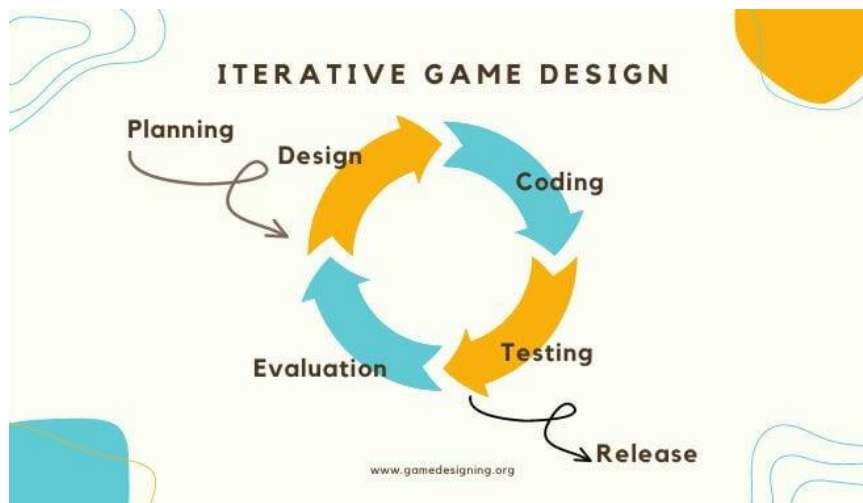 ITERATIVE GAME DESIGN
Planning
Design
Coding
Testing
Evaluation
Release
www.gamedesigning.org